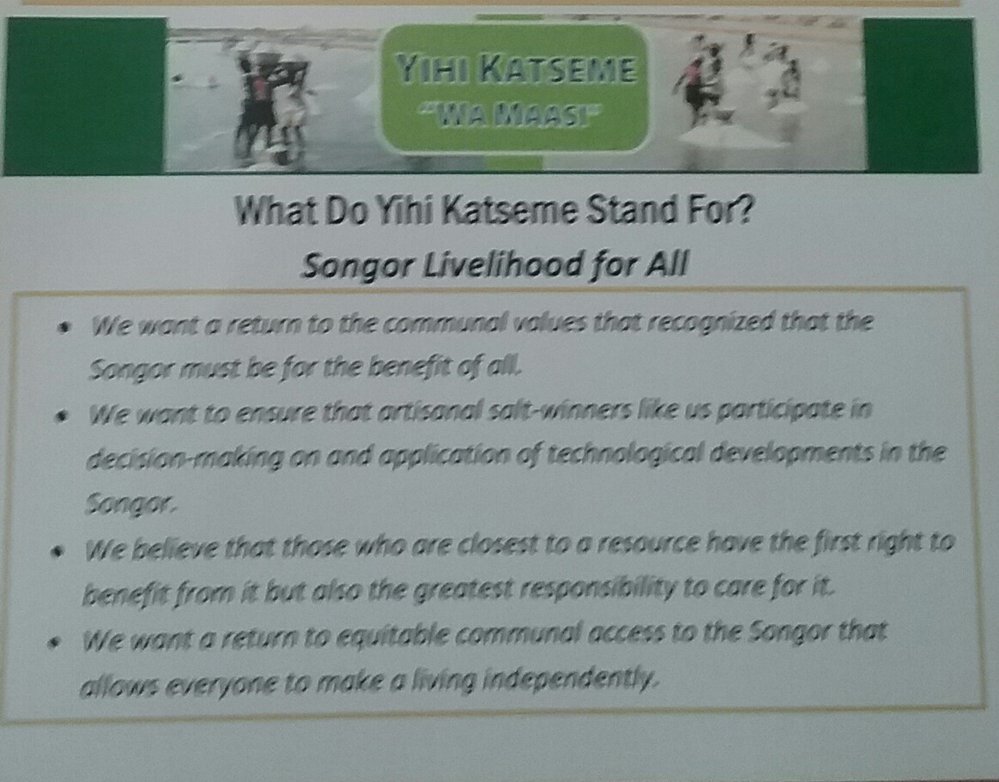 YIHI KATSEME
"WA MAASI"
What Do Yihi Katseme Stand For?
Songor Livelihood for All
• We want a return to the communal values that recognized that the
Songor must be for the benefit of all.
• We want to ensure that artisanal salt-winners like us participate in
decision-making on and application of technological developments in the
Songor.
• We believe that those who are closest to a resource have the first right to
benefit from it but also the greatest responsibility to care for it.
• We want a return to equitable communal access to the Songor that
allows everyone to make a living independently.